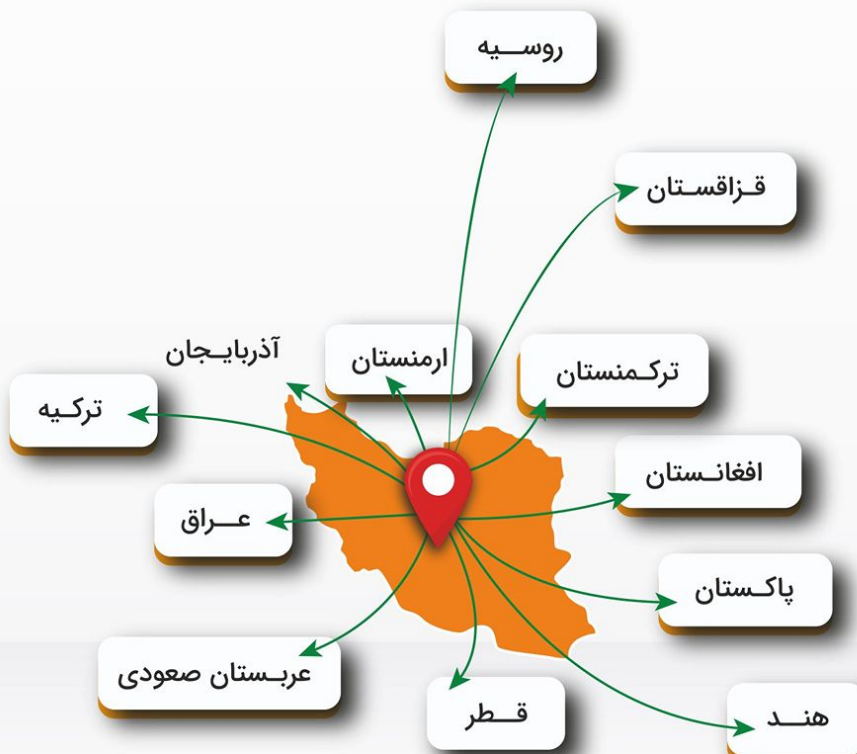 روسیه
قزاقستان
آذربایجان
ارمنستان
ترکمنستان
ترکیه
افغانستان
عراق
پاکستان
عربستان صعودی
قطر
هند